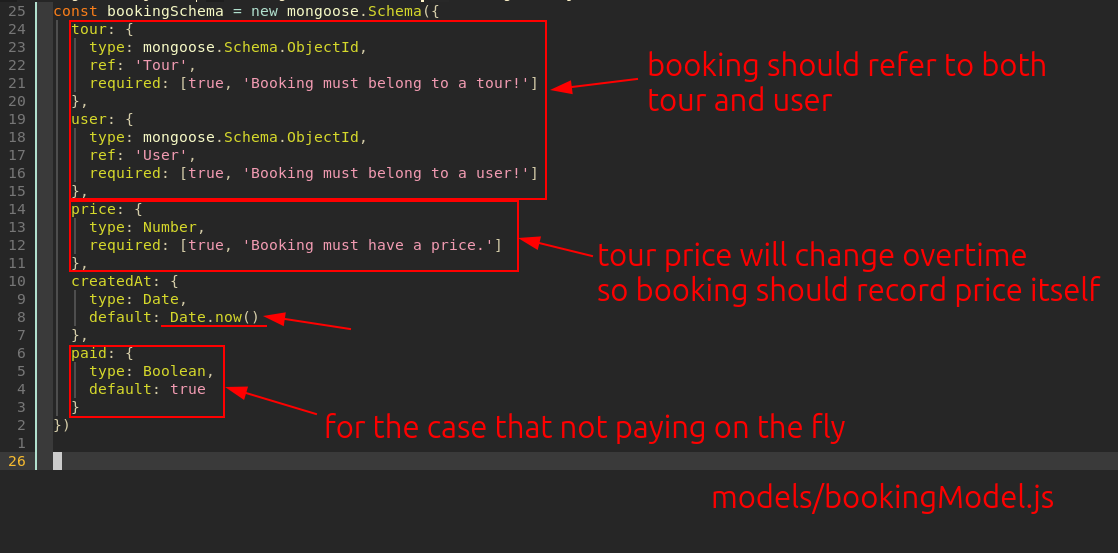 25 const bookingSchema = new mongoose.Schema({
24 tour: {
23 type: mongoose.Schema.ObjectId,
22 ref: 'Tour',
21 required: [true, 'Booking must belong to a tour!']
20 },
19 user: {
18 type: mongoose.Schema.ObjectId,
17 ref: 'User',
16 required: [true, 'Booking must belong to a user!']
15 },
booking should refer to both
tour and user
14 price: {
13 type: Number,
12 required: [true, 'Booking must have a price.']
11 },
tour price will change overtime
so booking should record price itself
10 createdAt: {
9 type: Date,
8 default: Date.now()
7 },
6 paid: {
5 type: Boolean,
4 default: true
3 }
for the case that not paying on the fly
2 })
1
26
models/bookingModel.js